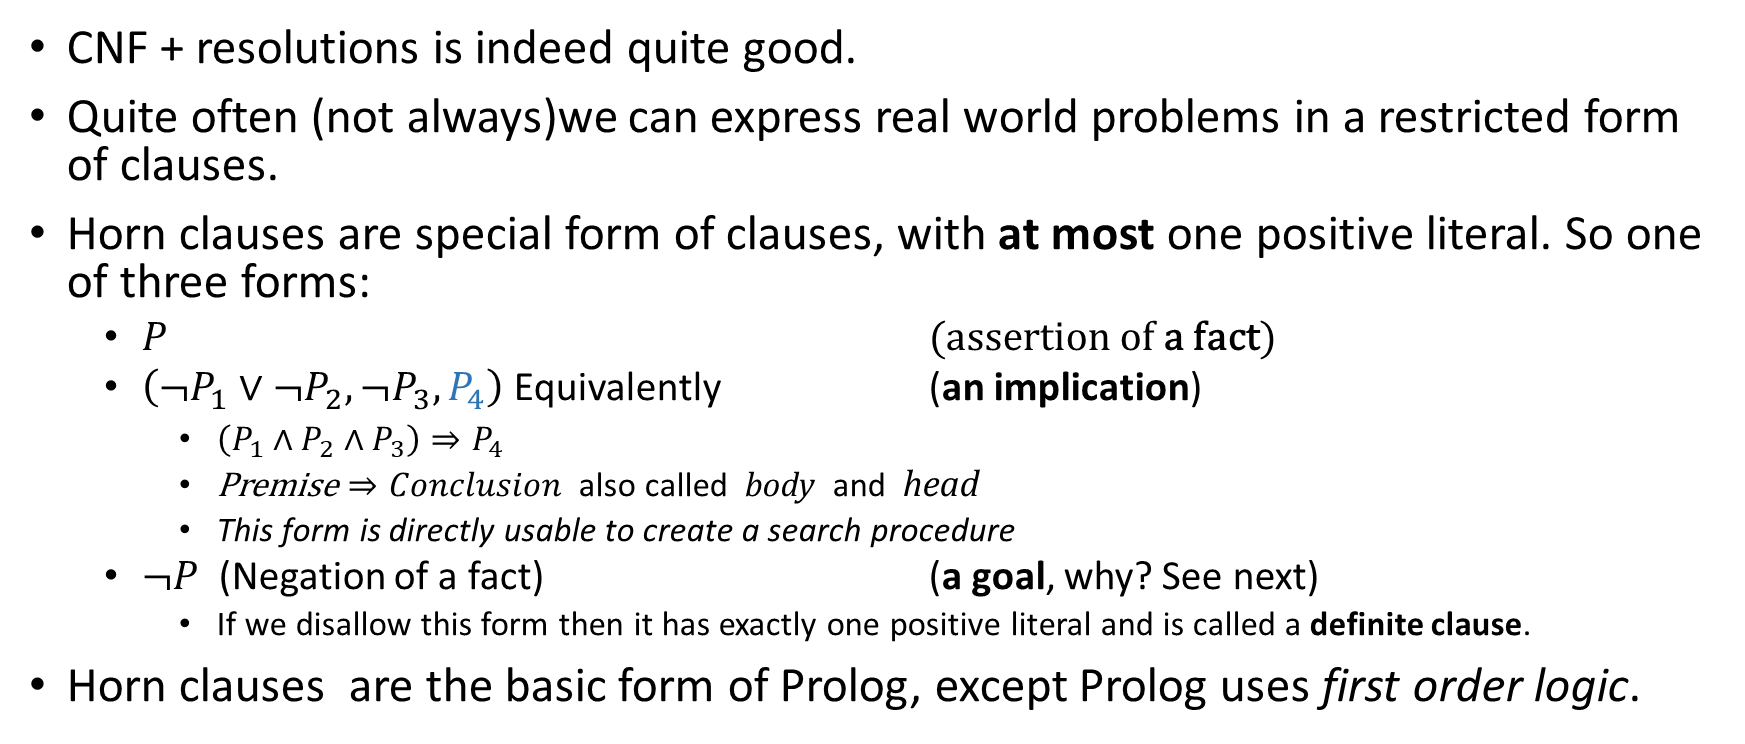 • CNF + resolutions is indeed quite good.
• Quite often (not always)we can express real world problems in a restricted form
of clauses.
• Horn clauses are special form of clauses, with at most one positive literal. So one
of three forms:
• P (assertion of a fact)
• (¬P₁ ∨ ¬P₂, ¬P₃, P₄) Equivalently (an implication)
• (P₁ ∧ P₂ ∧ P₃) ⇒ P₄
• Premise ⇒ Conclusion also called body and head
• This form is directly usable to create a search procedure
• ¬P (Negation of a fact) (a goal, why? See next)
• If we disallow this form then it has exactly one positive literal and is called a definite clause.
• Horn clauses are the basic form of Prolog, except Prolog uses first order logic.